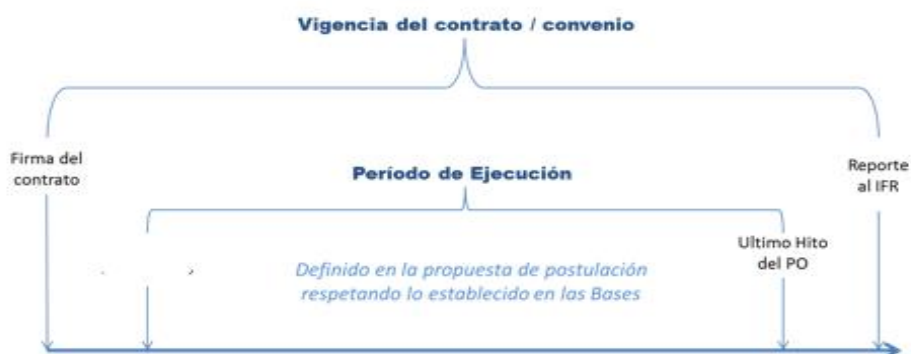 Vigencia del contrato / convenio
Firma del
contrato
Reporte
al IFR
Período de Ejecución
Ultimo Hito
del PO
Definido en la propuesta de postulación
respetando lo establecido en las Bases